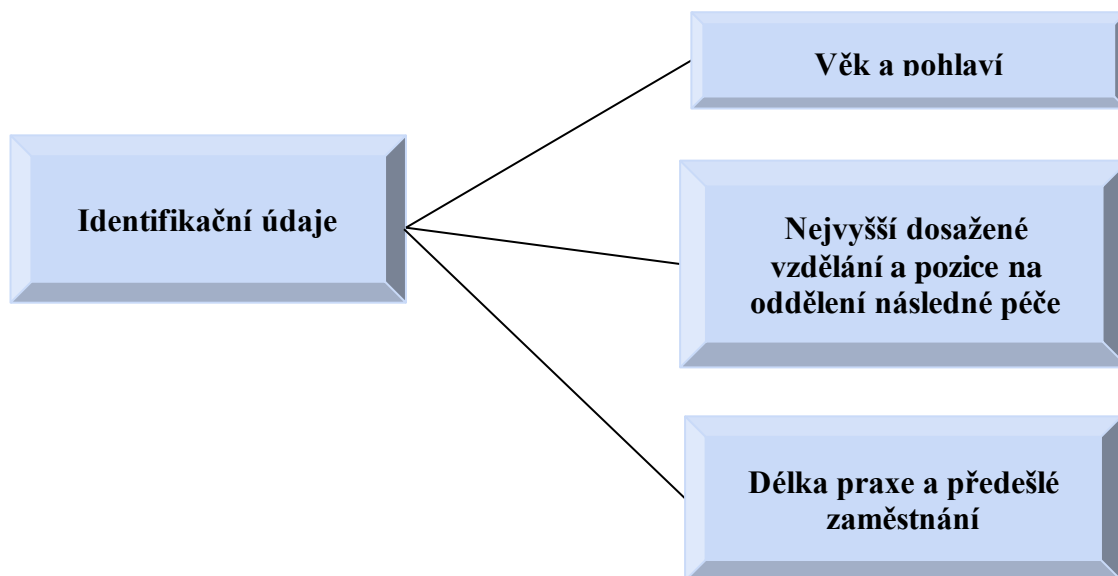 Věk a pohlaví
Identifikační údaje
Nejvyšší dosažené
vzdělání a pozice na
oddělení následné péče
Délka praxe a předešlé
zaměstnání